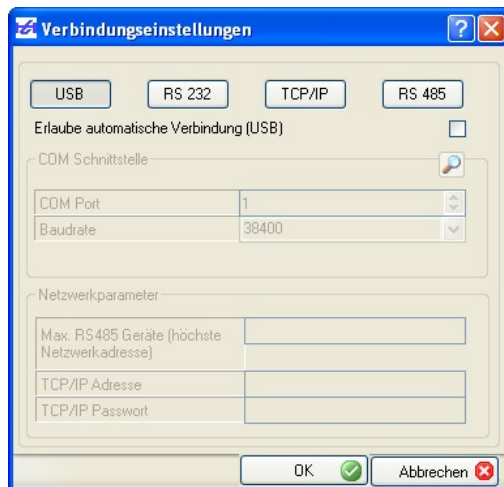 Verbindungseinstellungen
USB RS 232 TCP/IP RS 485
Erlaube automatische Verbindung (USB)
COM Schnittstelle
COM Port 1
Baudrate 38400
Netzwerkparameter
Max. RS485 Geräte (höchste
Netzwerkadresse)
TCP/IP Adresse
TCP/IP Passwort
OK Abbrechen